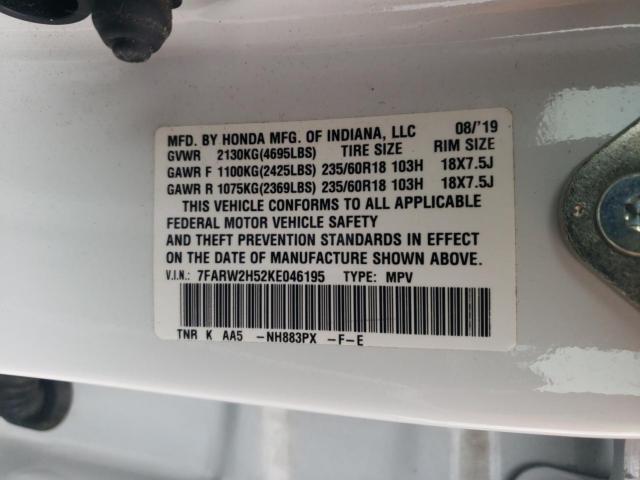 MFD. BY HONDA MFG. OF INDIANA, LLC 08/'19
GVWR 2130KG(4695LBS) TIRE SIZE RIM SIZE
GAWR F 1100KG(2425LBS) 235/60R18 103H 18X7.5J
GAWR R 1075KG(2369LBS) 235/60R18 103H 18X7.5J
THIS VEHICLE CONFORMS TO ALL APPLICABLE
FEDERAL MOTOR VEHICLE SAFETY
AND THEFT PREVENTION STANDARDS IN EFFECT
ON THE DATE OF MANUFACTURE SHOWN ABOVE.
V.I.N.: 7FARW2H52KE046195 TYPE: MPV
TNR K AA5 -NH883PX -F-E